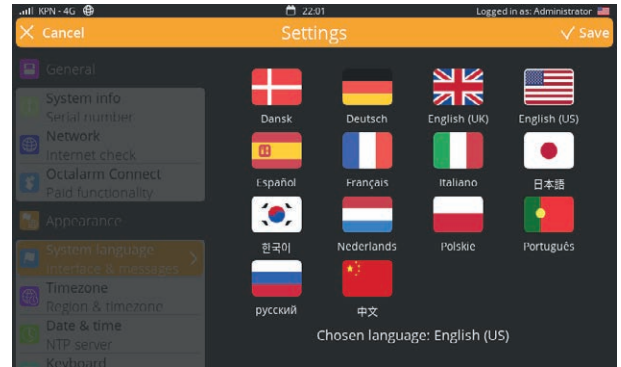 KPN - 4G 22:01 Logged in as: Administrator
Cancel Settings Save
General
System info
Serial number
Network
Internet check
Octalarm Connect
Paid functionality
Appearance
System language
Interface & messages
Timezone
Region & timezone
Date & time
NTP server
Keyboard
Dansk Deutsch English (UK) English (US)
Español Français Italiano 日本語
한국이 Nederlands Polskie Português
русский 中文
Chosen language: English (US)